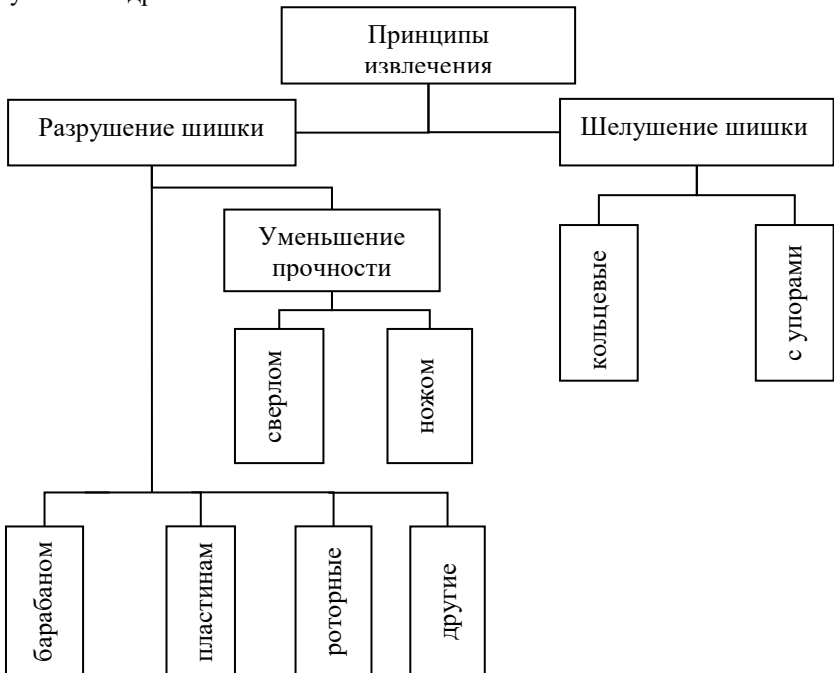 Принципы
извлечения
Разрушение шишки
Шелушение шишки
Уменьшение
прочности
кольцевые
с упорами
сверлом
ножом
барабаном
пластинам
роторные
другие